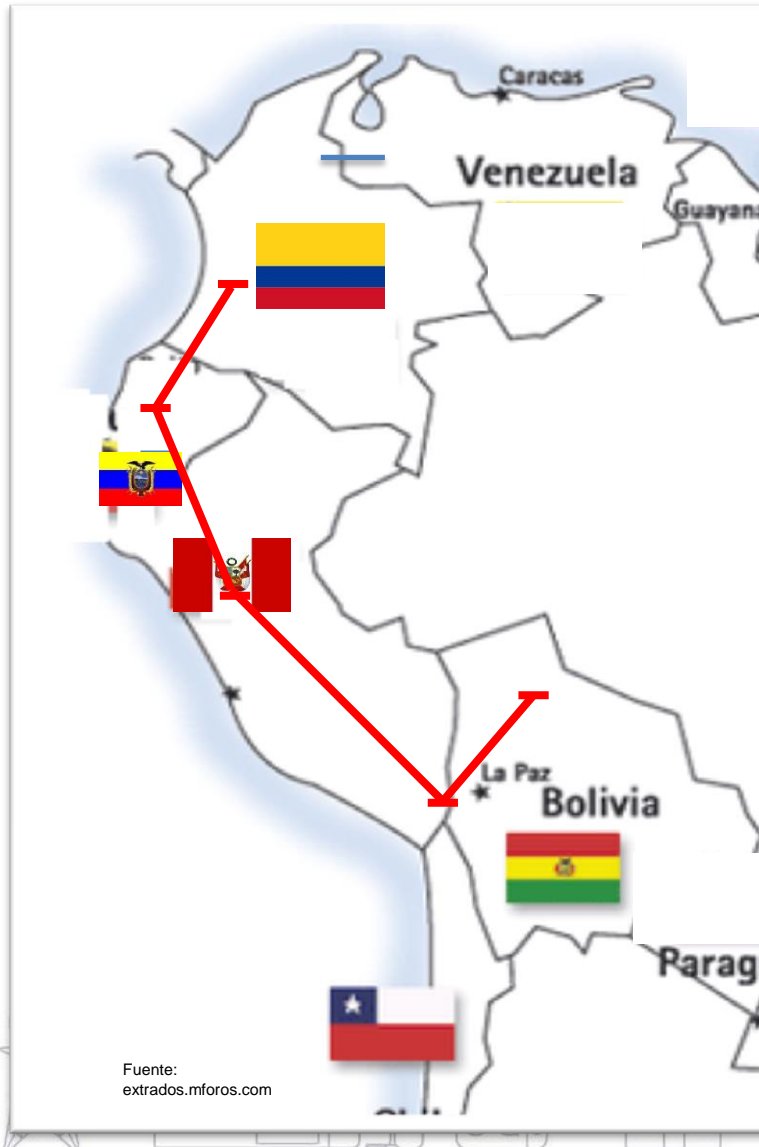 Caracas
Venezuela
Guayana
La Paz
Bolivia
Parag
Fuente:
extrados.mforos.com